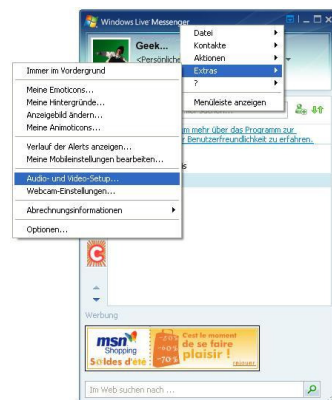 Windows Live Messenger
Geek...
<Persönliche
Datei
Kontakte
Aktionen
Extras
?
Menüleiste anzeigen
Immer im Vordergrund
Meine Emoticons...
Meine Hintergründe...
Anzeigebild ändern...
Meine Animoticons...
Verlauf der Alerts anzeigen...
Meine Mobileinstellungen bearbeiten...
Audio- und Video-Setup...
Webcam-Einstellungen...
Abrechnungsinformationen
Optionen...
m mehr über das Programm zur
r Benutzerfreundlichkeit zu erfahren.
s
C
Werbung
msn
Shopping
Soldes d'été
-20%
-50%
-70%
C'est le moment
de se faire
plaisir !
Im Web suchen nach ...